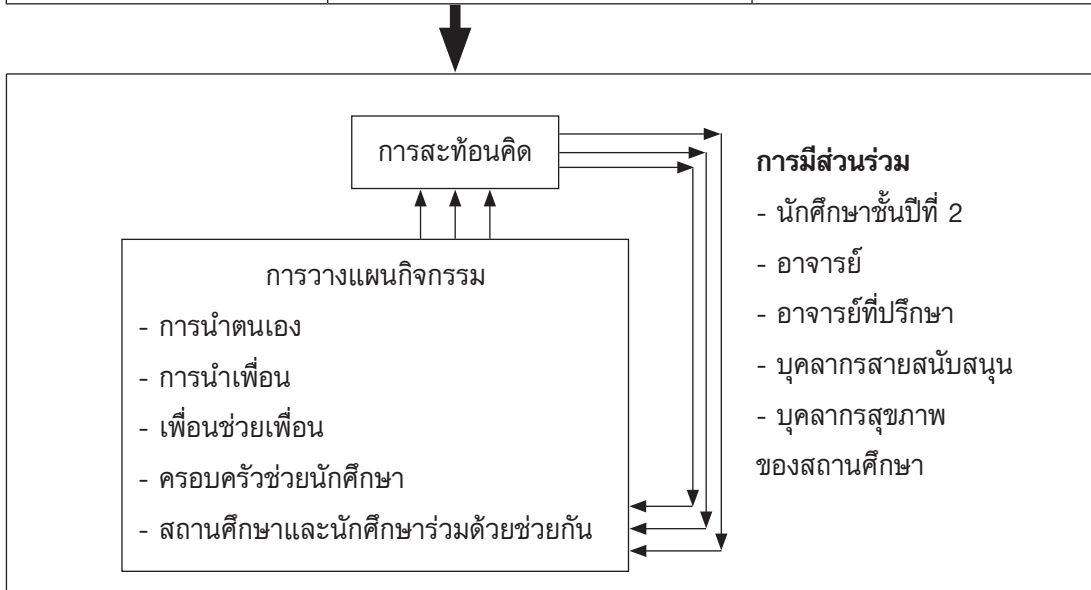 การสะท้อนคิด
การวางแผนกิจกรรม
- การนำตนเอง
- การนำเพื่อน
- เพื่อนช่วยเพื่อน
- ครอบครัวช่วยนักศึกษา
- สถานศึกษาและนักศึกษาร่วมด้วยช่วยกัน
การมีส่วนร่วม
- นักศึกษาชั้นปีที่ 2
- อาจารย์
- อาจารย์ที่ปรึกษา
- บุคลากรสายสนับสนุน
- บุคลากรสุขภาพ
ของสถานศึกษา